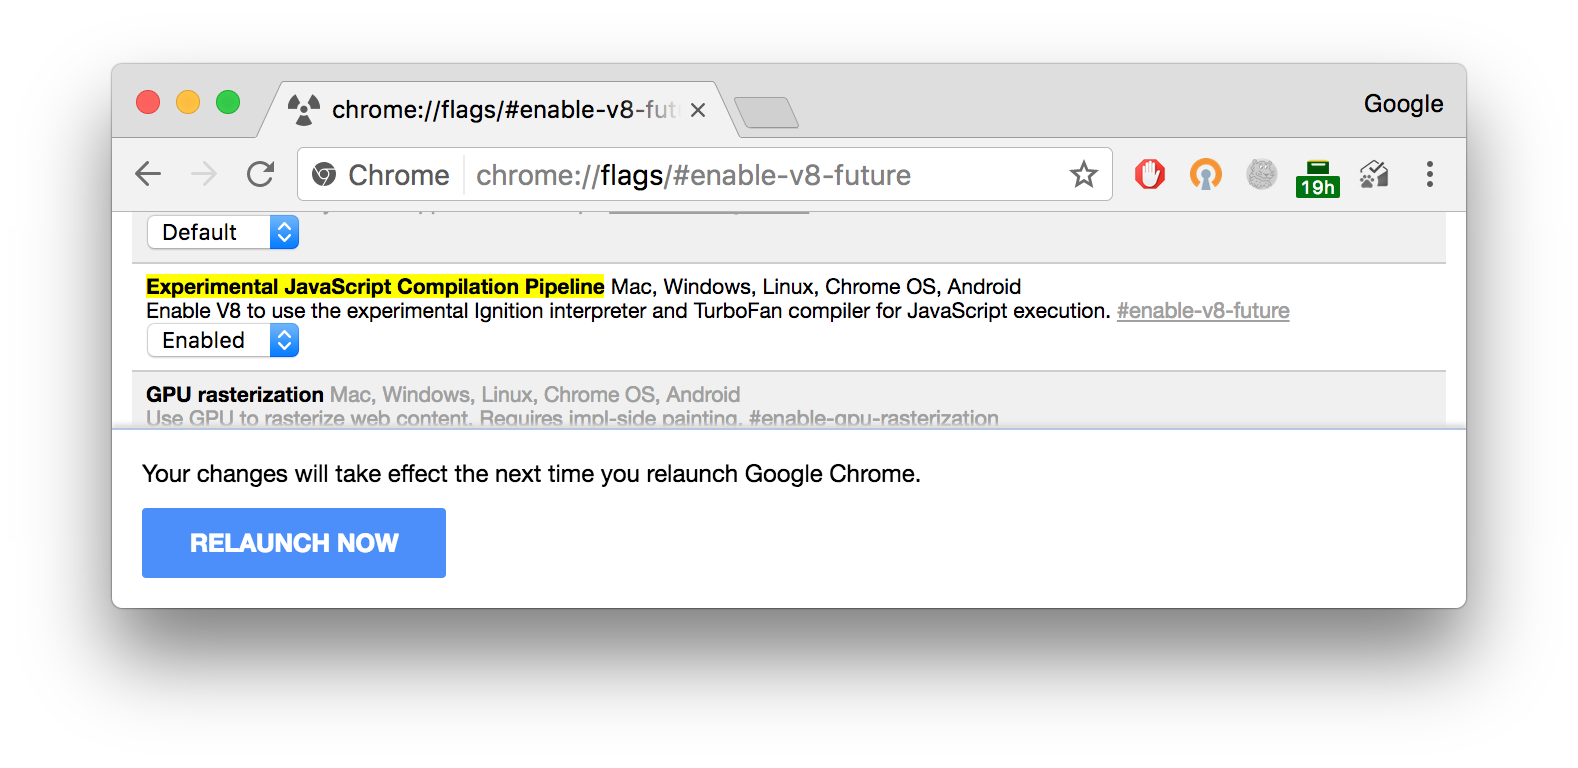 chrome://flags/#enable-v8-fut
Google
Chrome
chrome://flags/#enable-v8-future
19h
Default
Experimental JavaScript Compilation Pipeline Mac, Windows, Linux, Chrome OS, Android
Enable V8 to use the experimental Ignition interpreter and TurboFan compiler for JavaScript execution. #enable-v8-future
Enabled
GPU rasterization Mac, Windows, Linux, Chrome OS, Android
Use GPU to rasterize web content. Requires impl-side painting. #enable-gpu-rasterization
Your changes will take effect the next time you relaunch Google Chrome.
RELAUNCH NOW